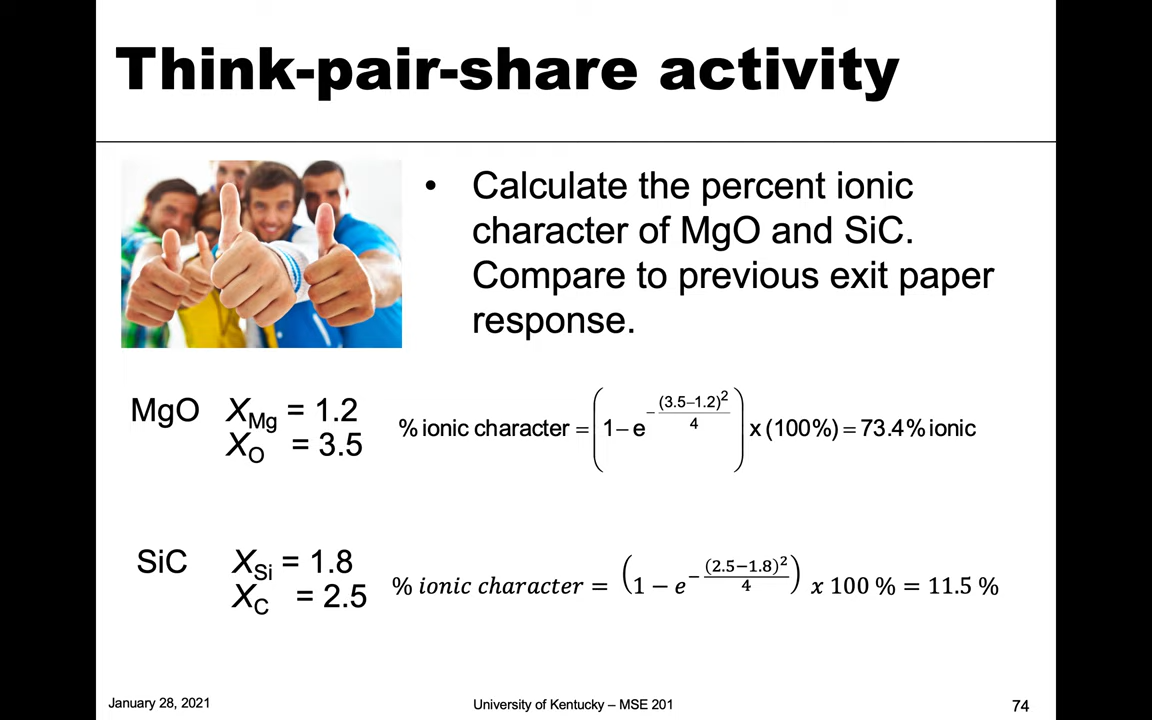 Think-pair-share activity
• Calculate the percent ionic
character of MgO and SiC.
Compare to previous exit paper
response.
MgO X_Mg = 1.2
X_O = 3.5
% ionic character = (1 − e^(−(3.5−1.2)²/4)) x (100%) = 73.4% ionic
SiC X_Si = 1.8
X_C = 2.5
% ionic character = (1 − e^(−(2.5−1.8)²/4)) x 100 % = 11.5 %
January 28, 2021
University of Kentucky – MSE 201
74